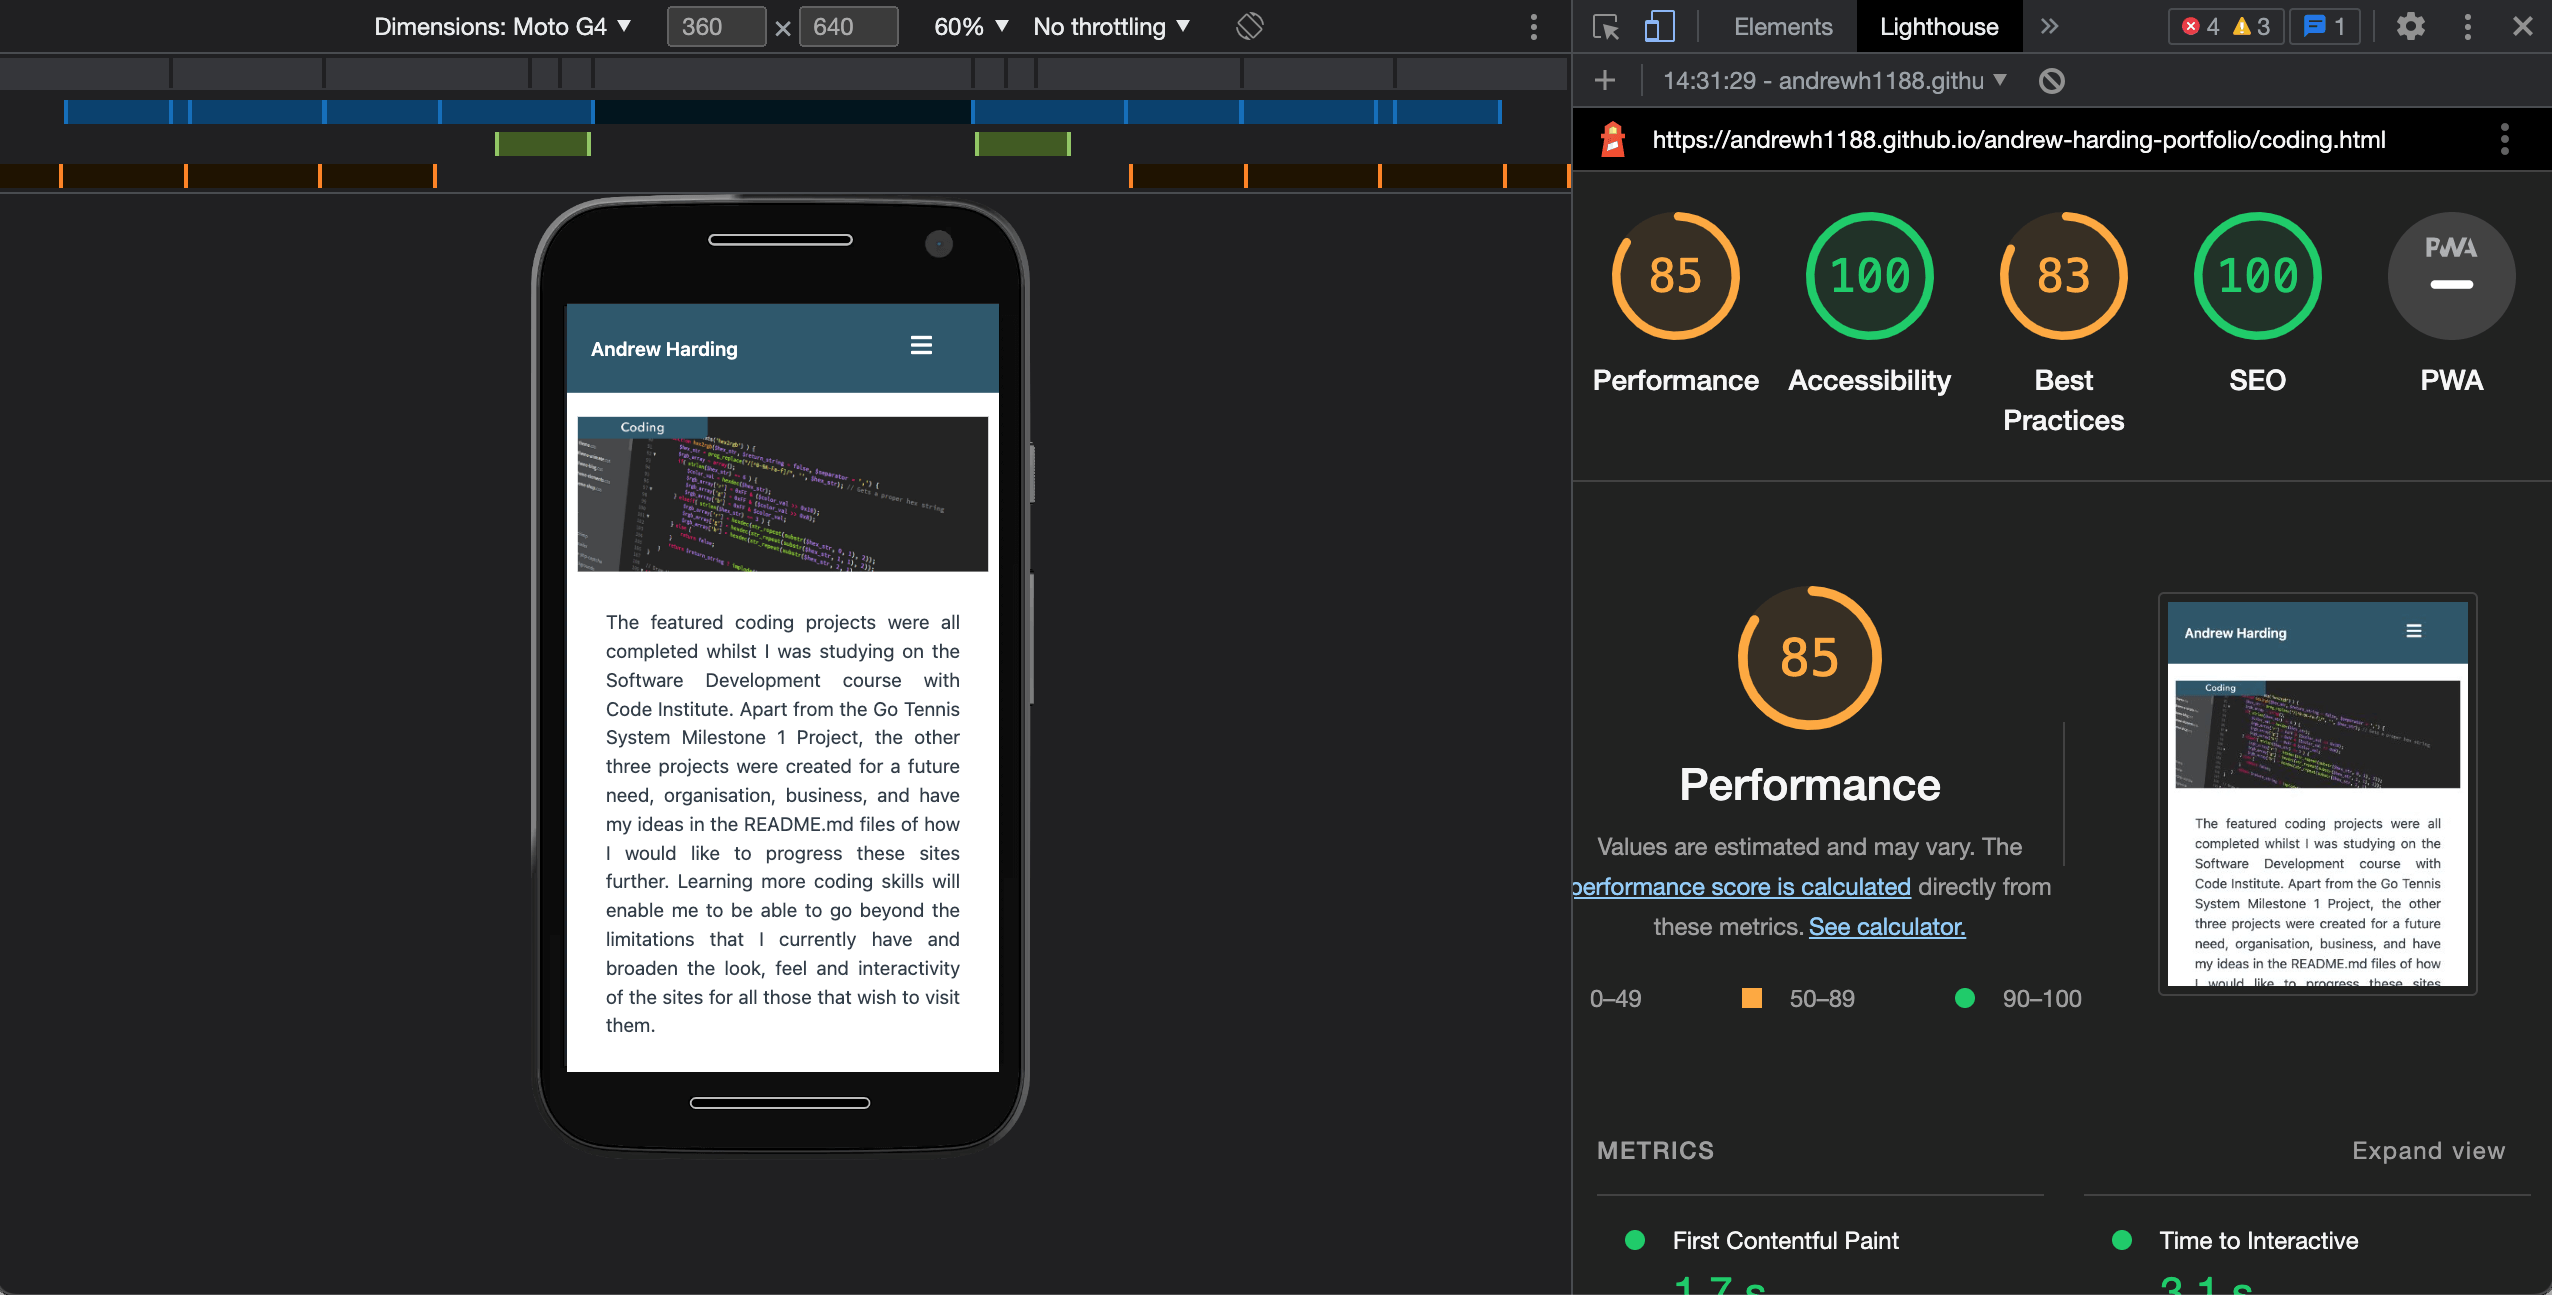 Dimensions: Moto G4 ▼ 360 × 640 60% ▼ No throttling ▼
Elements Lighthouse » 4 3 1
14:31:29 - andrewh1188.githu ▼
https://andrewh1188.github.io/andrew-harding-portfolio/coding.html
85 100 83 100 PWA
Performance Accessibility Best Practices SEO PWA
Andrew Harding
Coding
The featured coding projects were all
completed whilst I was studying on the
Software Development course with
Code Institute. Apart from the Go Tennis
System Milestone 1 Project, the other
three projects were created for a future
need, organisation, business, and have
my ideas in the README.md files of how
I would like to progress these sites
further. Learning more coding skills will
enable me to be able to go beyond the
limitations that I currently have and
broaden the look, feel and interactivity
of the sites for all those that wish to visit
them.
85
Performance
Values are estimated and may vary. The
performance score is calculated directly from
these metrics. See calculator.
0–49 50–89 90–100
Andrew Harding
Coding
The featured coding projects were all
completed whilst I was studying on the
Software Development course with
Code Institute. Apart from the Go Tennis
System Milestone 1 Project, the other
three projects were created for a future
need, organisation, business, and have
my ideas in the README.md files of how
I would like to progress these sites
METRICS Expand view
First Contentful Paint
1.7 s
Time to Interactive
3.1 s